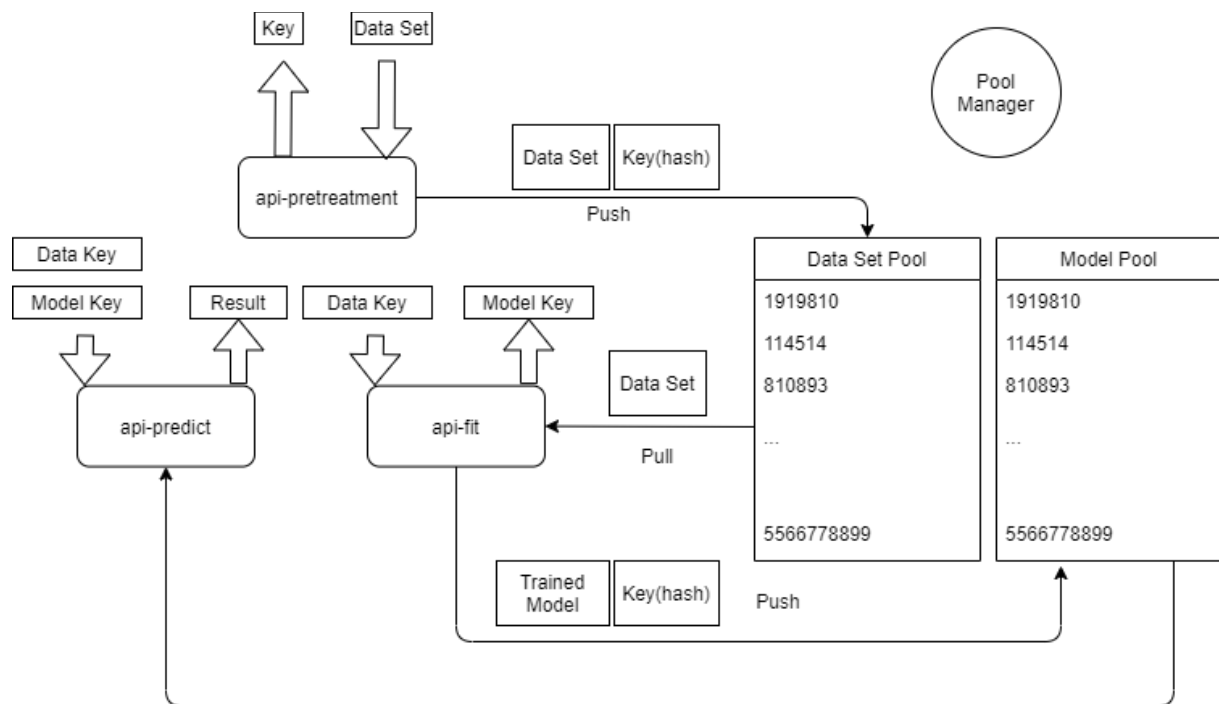 Key
Data Set
Pool
Manager
Data Set
Key(hash)
api-pretreatment
Push
Data Key
Model Key
Result
Data Key
Model Key
Data Set Pool
Model Pool
1919810
1919810
114514
114514
Data Set
810893
810893
api-predict
api-fit
...
...
Pull
5566778899
5566778899
Trained
Model
Key(hash)
Push